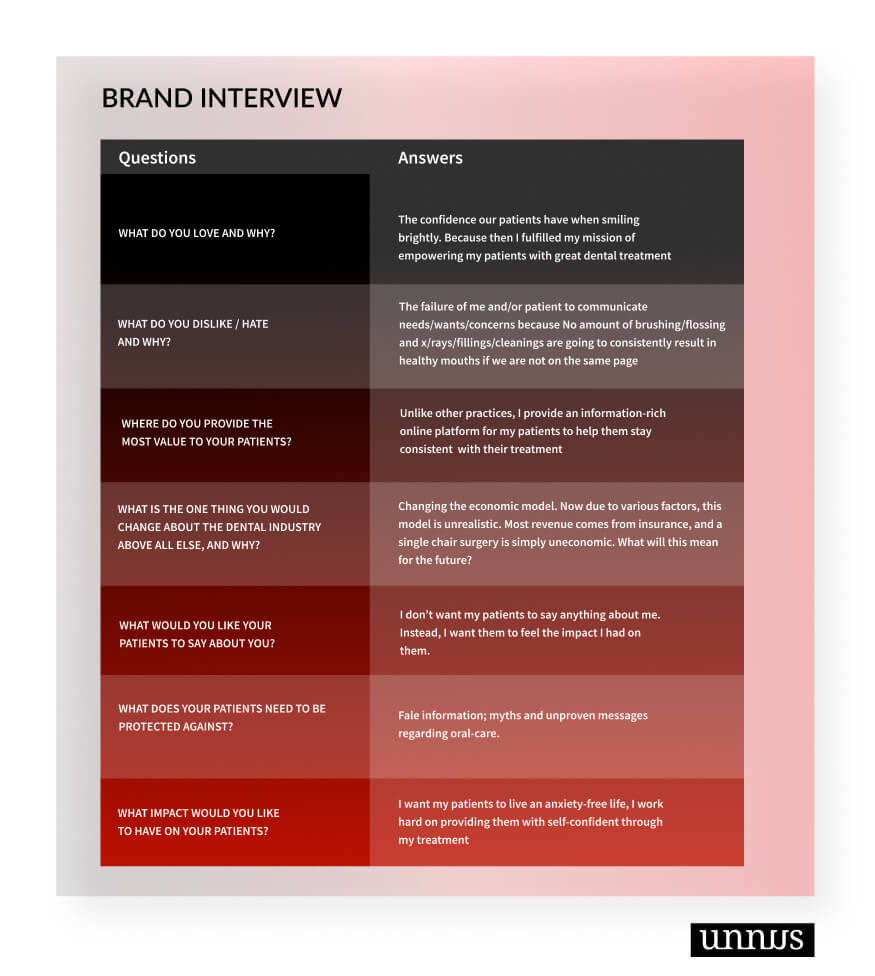 BRAND INTERVIEW
Questions
Answers
WHAT DO YOU LOVE AND WHY?
The confidence our patients have when smiling
brightly. Because then I fulfilled my mission of
empowering my patients with great dental treatment
WHAT DO YOU DISLIKE / HATE
AND WHY?
The failure of me and/or patient to communicate
needs/wants/concerns because No amount of brushing/flossing
and x/rays/fillings/cleanings are going to consistently result in
healthy mouths if we are not on the same page
WHERE DO YOU PROVIDE THE
MOST VALUE TO YOUR PATIENTS?
Unlike other practices, I provide an information-rich
online platform for my patients to help them stay
consistent with their treatment
WHAT IS THE ONE THING YOU WOULD
CHANGE ABOUT THE DENTAL INDUSTRY
ABOVE ALL ELSE, AND WHY?
Changing the economic model. Now due to various factors, this
model is unrealistic. Most revenue comes from insurance, and a
single chair surgery is simply uneconomic. What will this mean
for the future?
WHAT WOULD YOU LIKE YOUR
PATIENTS TO SAY ABOUT YOU?
I don't want my patients to say anything about me.
Instead, I want them to feel the impact I had on
them.
WHAT DOES YOUR PATIENTS NEED TO BE
PROTECTED AGAINST?
Fale information; myths and unproven messages
regarding oral-care.
WHAT IMPACT WOULD YOU LIKE
TO HAVE ON YOUR PATIENTS?
I want my patients to live an anxiety-free life, I work
hard on providing them with self-confident through
my treatment
unnus